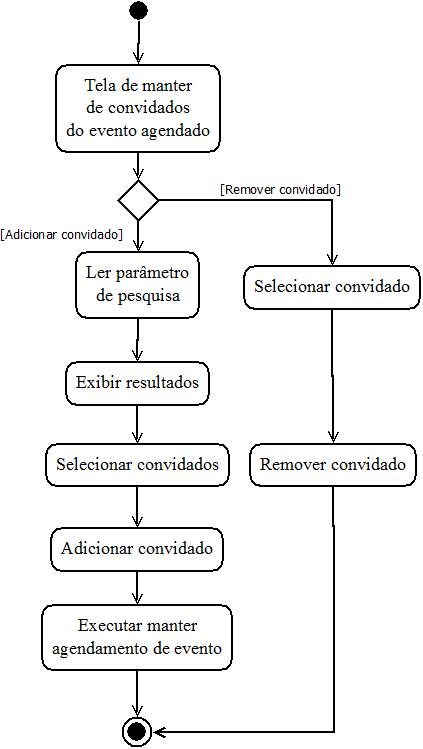 Tela de manter
de convidados
do evento agendado
[Remover convidado]
[Adicionar convidado]
Ler parâmetro
de pesquisa
Selecionar convidado
Exibir resultados
Selecionar convidados
Remover convidado
Adicionar convidado
Executar manter
agendamento de evento